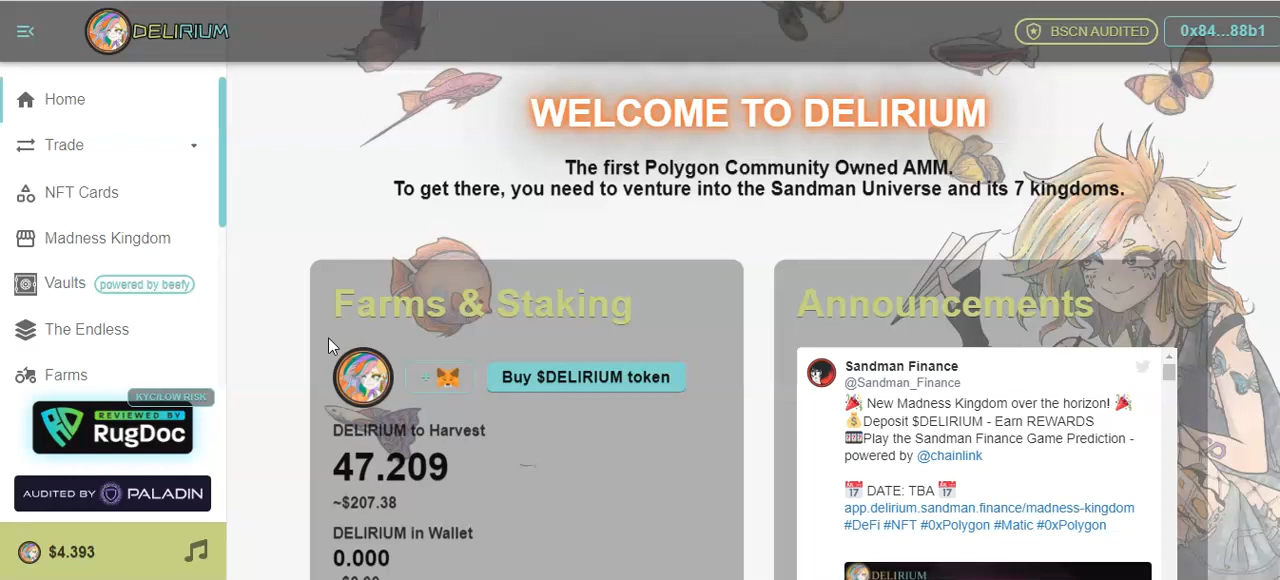 DELIRIUM
BSCN AUDITED
0x84...88b1
Home
Trade
NFT Cards
Madness Kingdom
Vaults powered by beefy
The Endless
Farms
KYC/LOW RISK
REVIEWED BY
RugDoc
AUDITED BY PALADIN
$4.393
WELCOME TO DELIRIUM
The first Polygon Community Owned AMM.
To get there, you need to venture into the Sandman Universe and its 7 kingdoms.
Farms & Staking
+
Buy $DELIRIUM token
DELIRIUM to Harvest
47.209
~$207.38
DELIRIUM in Wallet
0.000
Announcements
Sandman Finance
@Sandman_Finance
🎉 New Madness Kingdom over the horizon! 🎉
💰Deposit $DELIRIUM - Earn REWARDS
🎰Play the Sandman Finance Game Prediction -
powered by @chainlink
📅 DATE: TBA 📅
app.delirium.sandman.finance/madness-kingdom
#DeFi #NFT #0xPolygon #Matic #0xPolygon
DELIRIUM